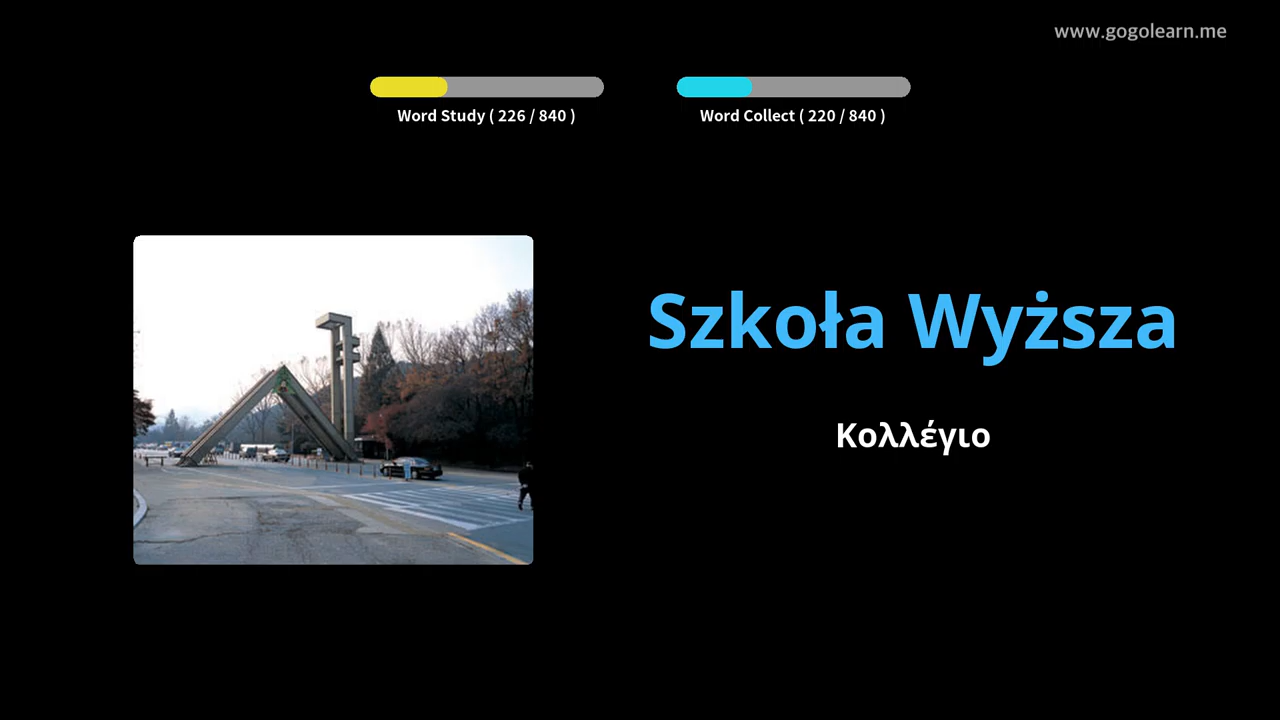 www.gogolearn.me
Word Study ( 226 / 840 )
Word Collect ( 220 / 840 )
Szkoła Wyższa
Κολλέγιο